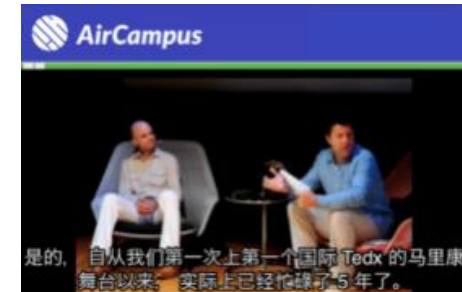 AirCampus
是的, 自从我们第一次上第一个国际 Tedx 的马里康
舞台以来, 实际上已经忙碌了 5 年了。